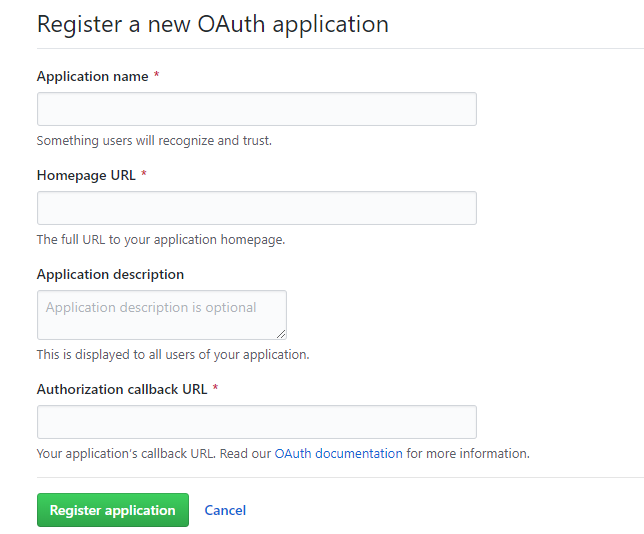 Register a new OAuth application
Application name *
Something users will recognize and trust.
Homepage URL *
The full URL to your application homepage.
Application description
Application description is optional
This is displayed to all users of your application.
Authorization callback URL *
Your application's callback URL. Read our OAuth documentation for more information.
Register application Cancel